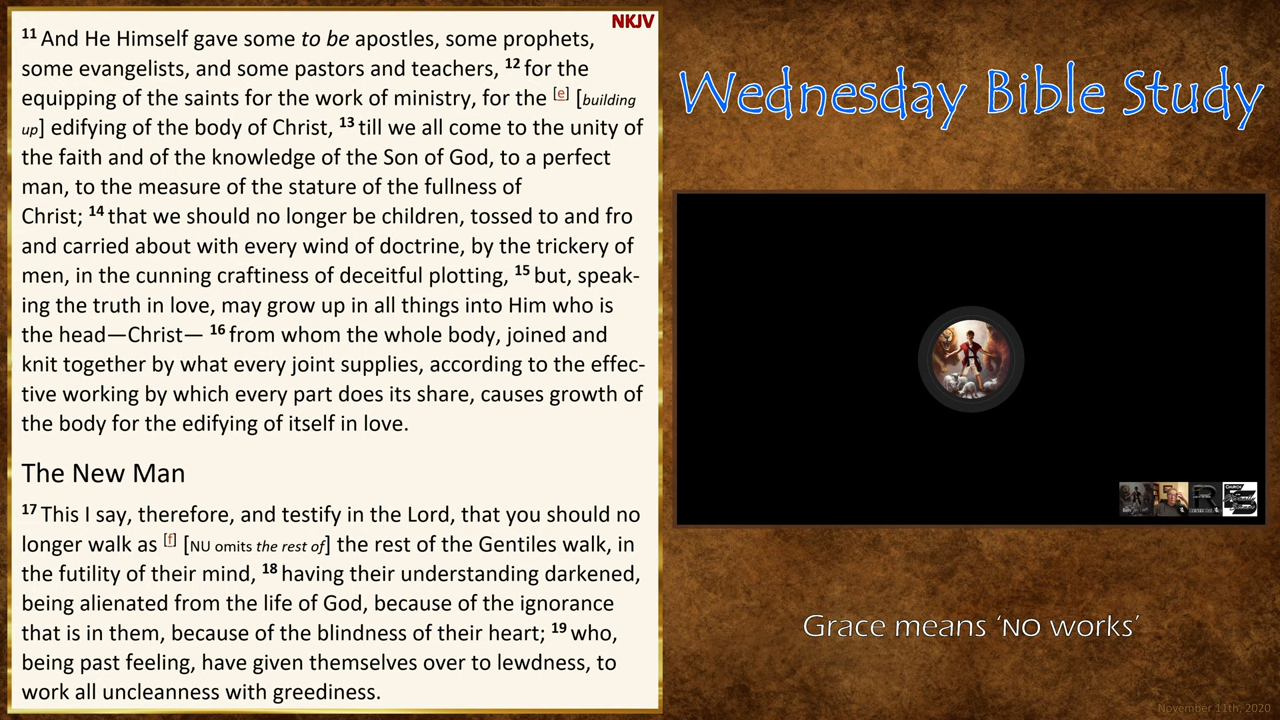 NKJV
11 And He Himself gave some to be apostles, some prophets,
some evangelists, and some pastors and teachers, 12 for the
equipping of the saints for the work of ministry, for the [e] [building
up] edifying of the body of Christ, 13 till we all come to the unity of
the faith and of the knowledge of the Son of God, to a perfect
man, to the measure of the stature of the fullness of
Christ; 14 that we should no longer be children, tossed to and fro
and carried about with every wind of doctrine, by the trickery of
men, in the cunning craftiness of deceitful plotting, 15 but, speak-
ing the truth in love, may grow up in all things into Him who is
the head—Christ— 16 from whom the whole body, joined and
knit together by what every joint supplies, according to the effec-
tive working by which every part does its share, causes growth of
the body for the edifying of itself in love.
The New Man
17 This I say, therefore, and testify in the Lord, that you should no
longer walk as [f] [NU omits the rest of] the rest of the Gentiles walk, in
the futility of their mind, 18 having their understanding darkened,
being alienated from the life of God, because of the ignorance
that is in them, because of the blindness of their heart; 19 who,
being past feeling, have given themselves over to lewdness, to
work all uncleanness with greediness.
Wednesday Bible Study
Grace means ‘NO works’
November 11th, 2020